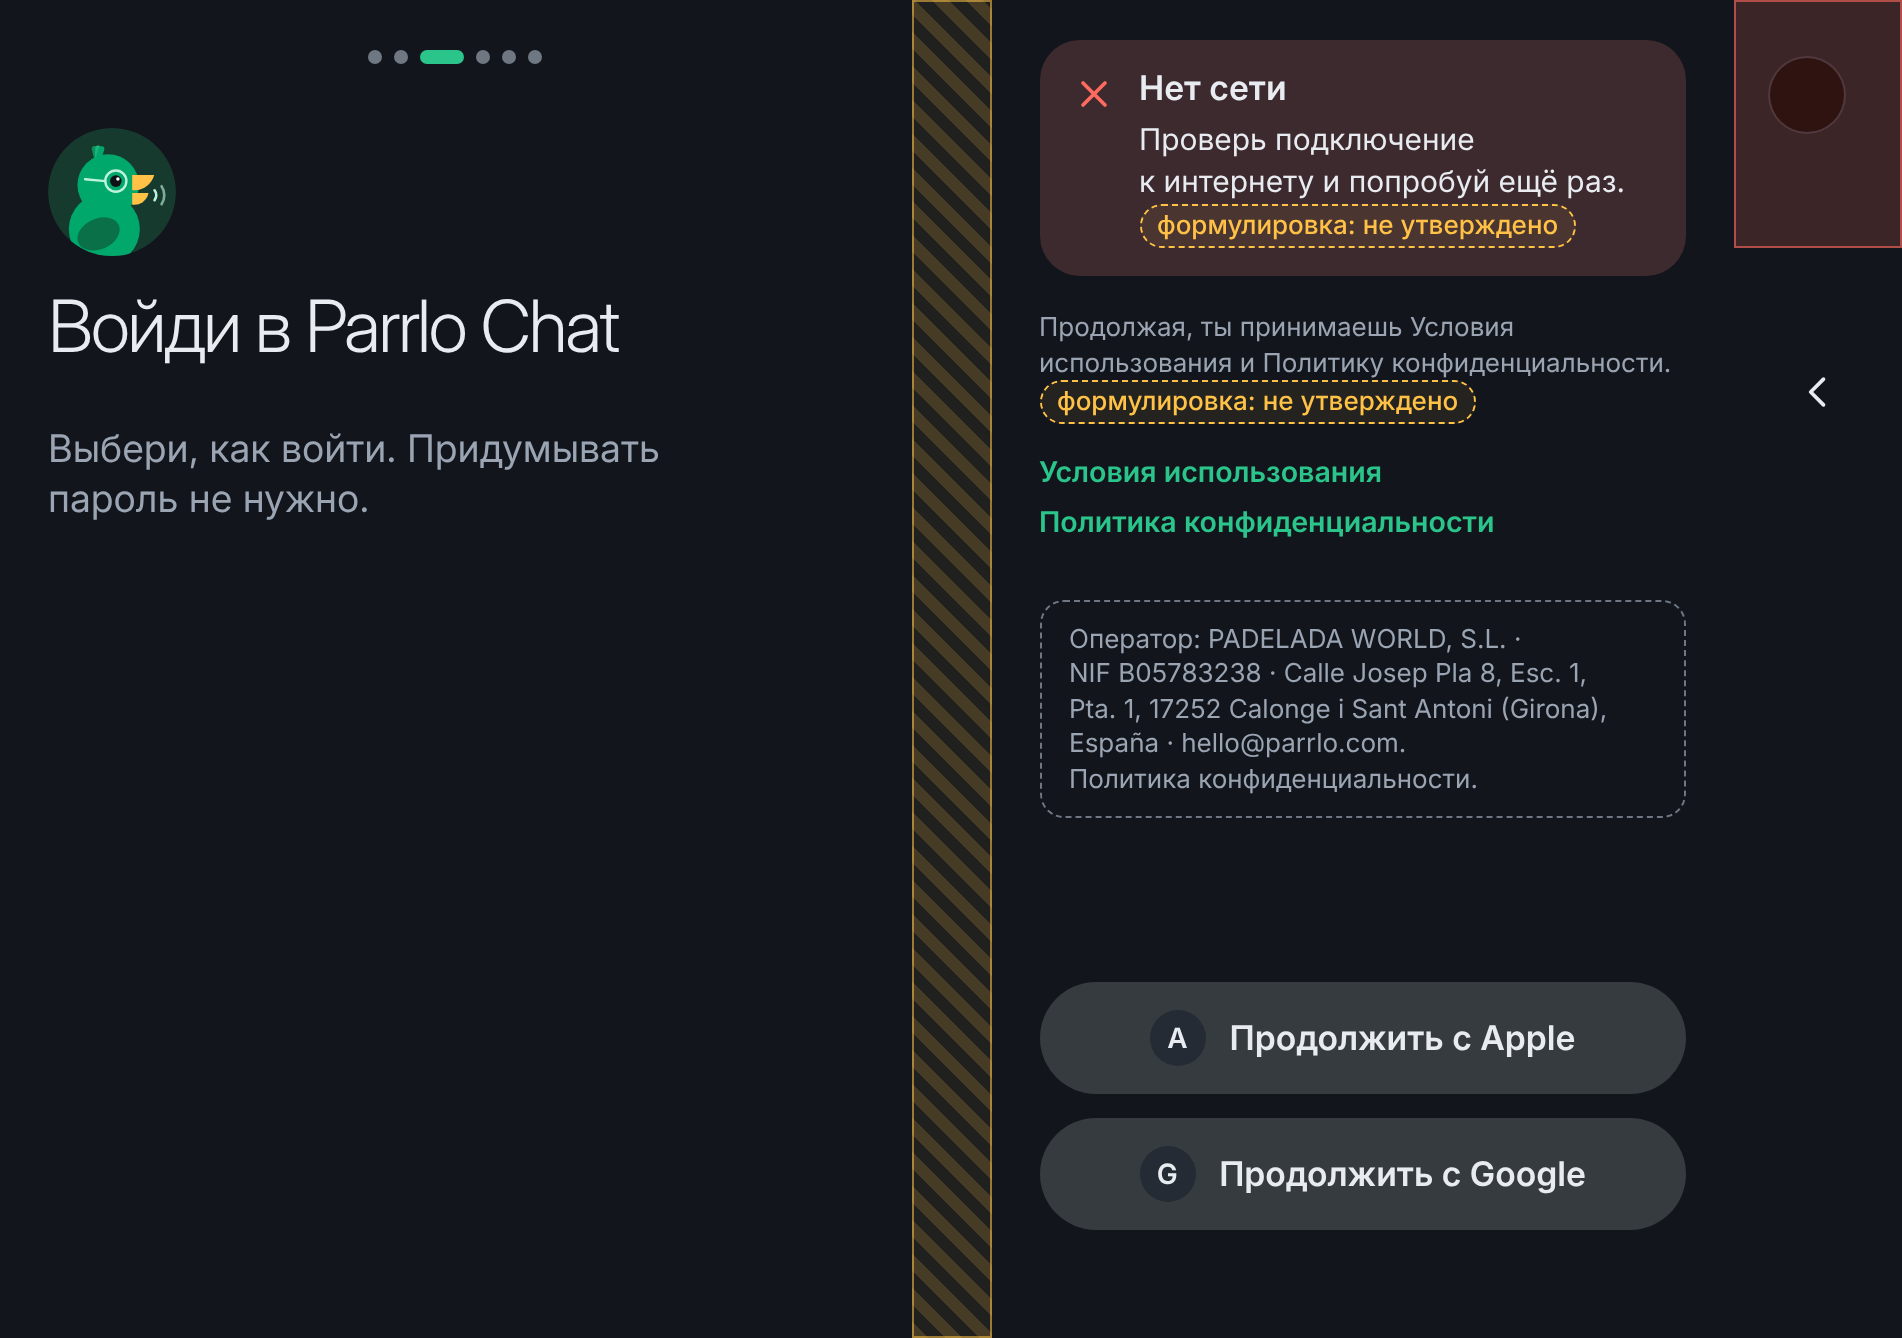 Войди в Parrlo Chat
Выбери, как войти. Придумывать
пароль не нужно.
Нет сети
Проверь подключение
к интернету и попробуй ещё раз.
формулировка: не утверждено
Продолжая, ты принимаешь Условия
использования и Политику конфиденциальности.
формулировка: не утверждено
Условия использования
Политика конфиденциальности
Оператор: PADELADA WORLD, S.L. ·
NIF B05783238 · Calle Josep Pla 8, Esc. 1,
Pta. 1, 17252 Calonge i Sant Antoni (Girona),
España · hello@parrlo.com.
Политика конфиденциальности.
A Продолжить с Apple
G Продолжить с Google